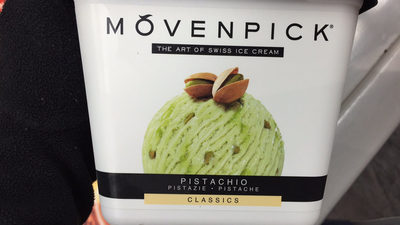 MÖVENPICK®
THE ART OF SWISS ICE CREAM
PISTACHIO
PISTAZIE • PISTACHE
CLASSICS